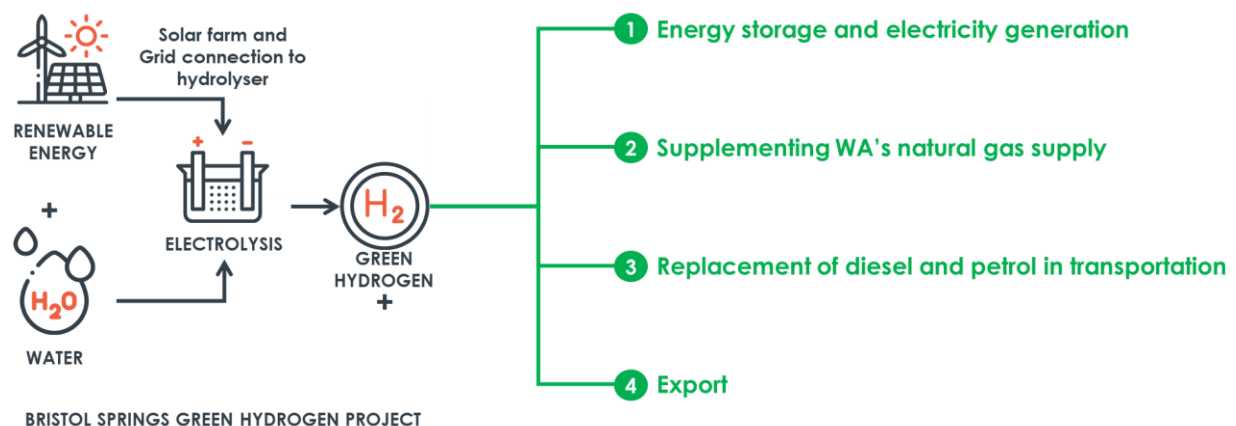 Solar farm and
Grid connection to
hydrolyser
RENEWABLE
ENERGY
+
H₂O
WATER
+ −
ELECTROLYSIS
H₂
GREEN
HYDROGEN
+
1 Energy storage and electricity generation
2 Supplementing WA's natural gas supply
3 Replacement of diesel and petrol in transportation
4 Export
BRISTOL SPRINGS GREEN HYDROGEN PROJECT